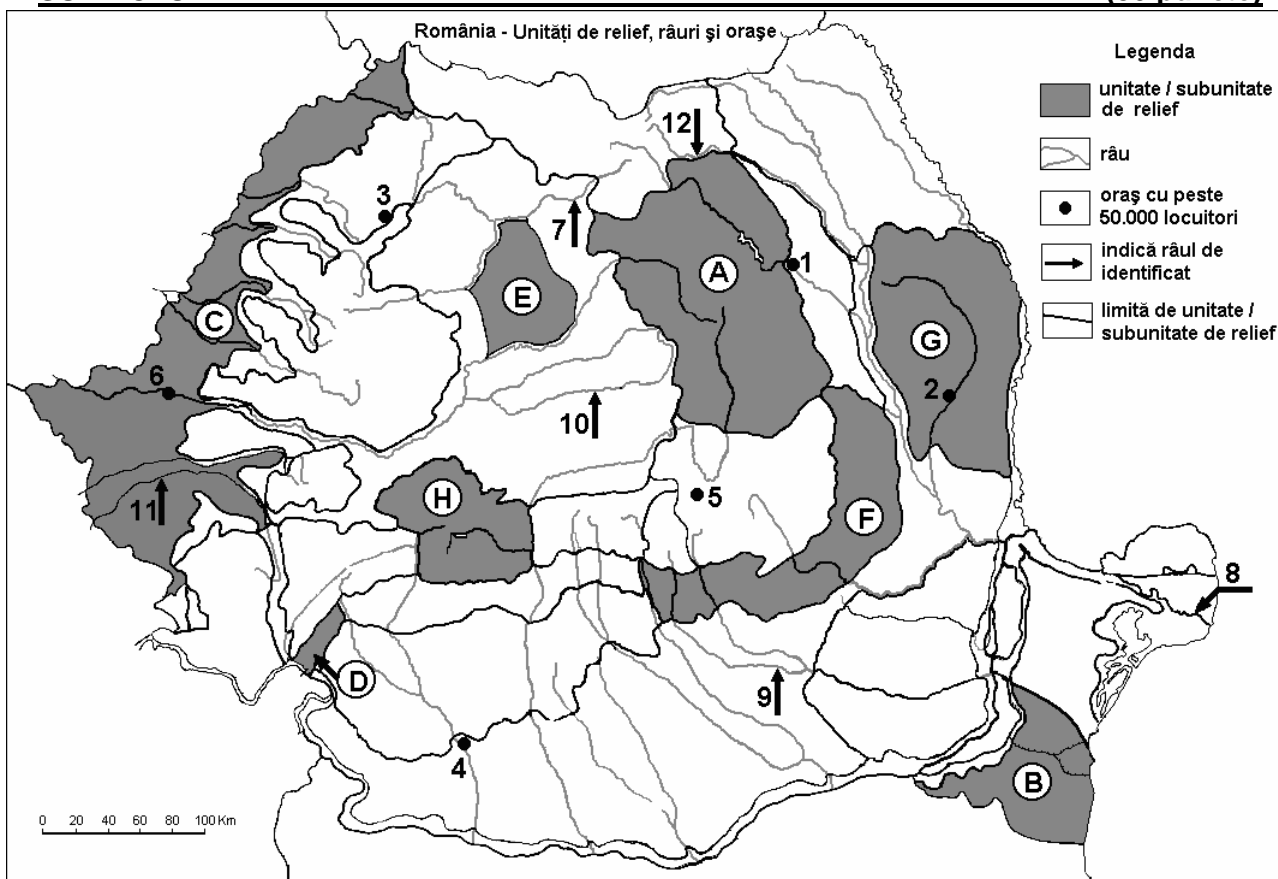 România - Unități de relief, râuri și orașe
Legenda
unitate / subunitate
de relief
râu
oraș cu peste
50.000 locuitori
indică râul de
identificat
limită de unitate /
subunitate de relief
12
3
7
A
1
E
C
G
6
2
10
H
5
11
F
8
D
9
4
B
0 20 40 60 80 100 Km